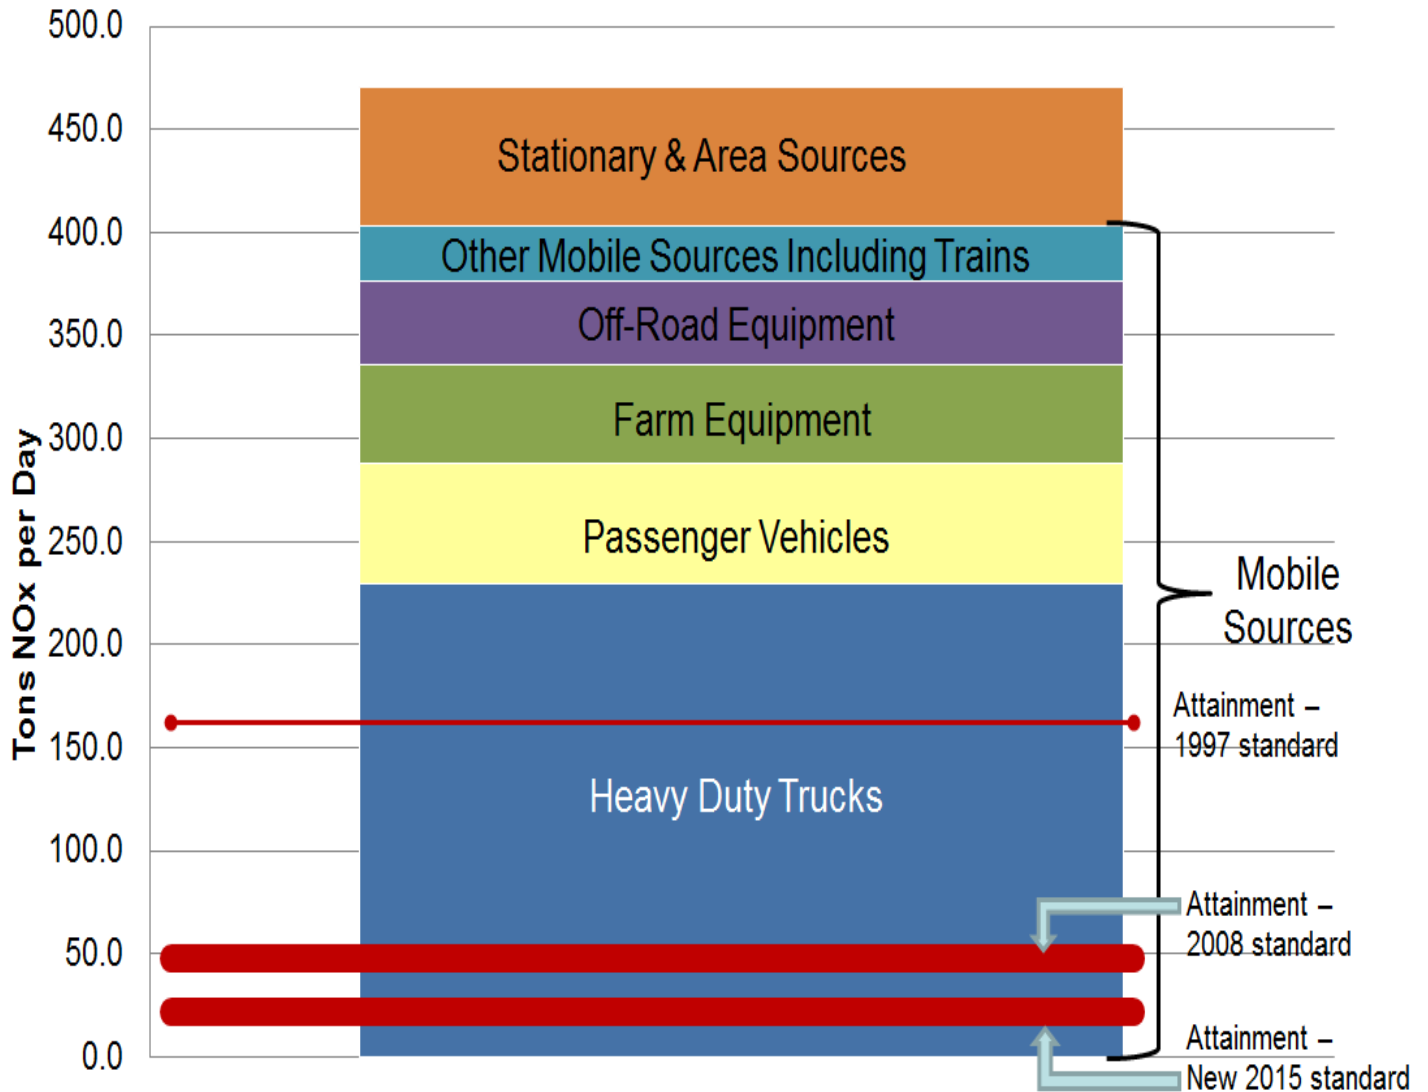 500.0
450.0
400.0
350.0
300.0
250.0
200.0
150.0
100.0
50.0
0.0
Tons NOx per Day
Stationary & Area Sources
Other Mobile Sources Including Trains
Off-Road Equipment
Farm Equipment
Passenger Vehicles
Heavy Duty Trucks
Mobile
Sources
Attainment –
1997 standard
Attainment –
2008 standard
Attainment –
New 2015 standard